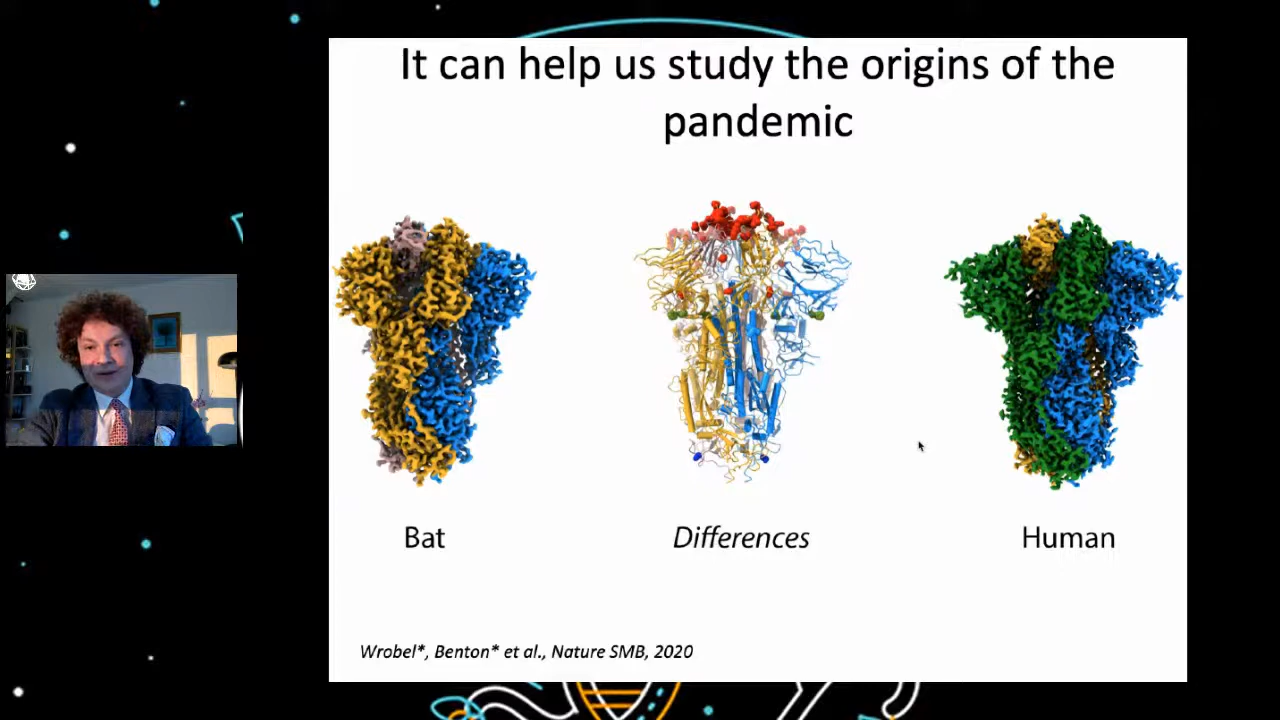 It can help us study the origins of the
pandemic
Bat
Differences
Human
Wrobel*, Benton* et al., Nature SMB, 2020